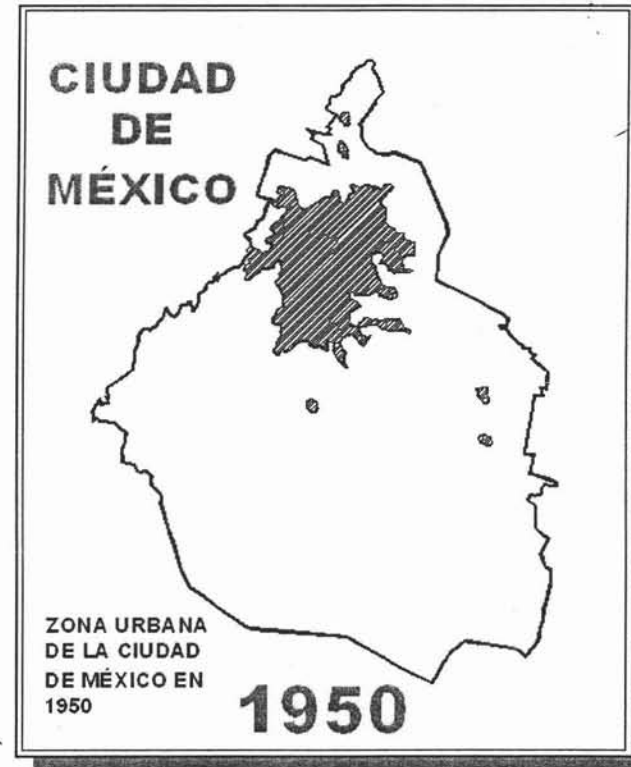 CIUDAD
DE
MÉXICO
ZONA URBANA
DE LA CIUDAD
DE MÉXICO EN
1950
1950